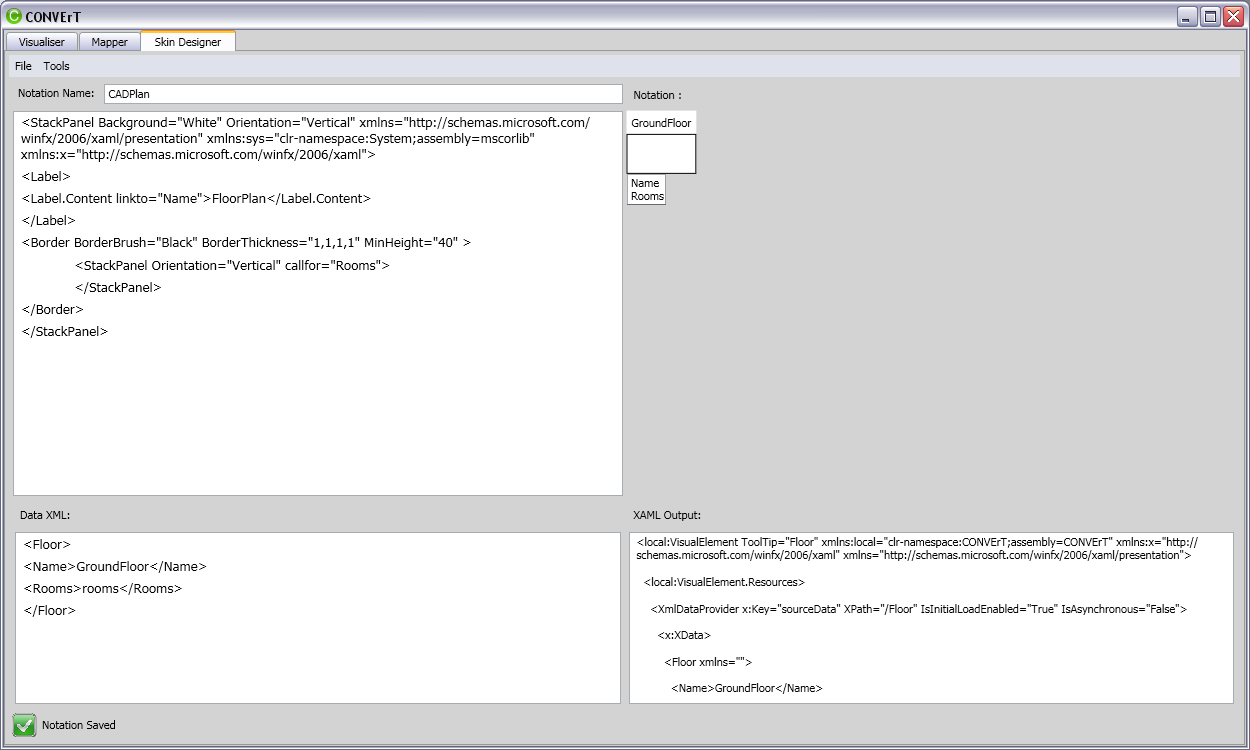 CONVErT
Visualiser
Mapper
Skin Designer
File
Tools
Notation Name:
CADPlan
Notation :
<StackPanel Background="White" Orientation="Vertical" xmlns="http://schemas.microsoft.com/
winfx/2006/xaml/presentation" xmlns:sys="clr-namespace:System;assembly=mscorlib"
xmlns:x="http://schemas.microsoft.com/winfx/2006/xaml">
<Label>
<Label.Content linkto="Name">FloorPlan</Label.Content>
</Label>
<Border BorderBrush="Black" BorderThickness="1,1,1,1" MinHeight="40" >
<StackPanel Orientation="Vertical" callfor="Rooms">
</StackPanel>
</Border>
</StackPanel>
GroundFloor
Name
Rooms
Data XML:
<Floor>
<Name>GroundFloor</Name>
<Rooms>rooms</Rooms>
</Floor>
XAML Output:
<local:VisualElement ToolTip="Floor" xmlns:local="clr-namespace:CONVErT;assembly=CONVErT" xmlns:x="http://
schemas.microsoft.com/winfx/2006/xaml" xmlns="http://schemas.microsoft.com/winfx/2006/xaml/presentation">
<local:VisualElement.Resources>
<XmlDataProvider x:Key="sourceData" XPath="/Floor" IsInitialLoadEnabled="True" IsAsynchronous="False">
<x:XData>
<Floor xmlns="">
<Name>GroundFloor</Name>
Notation Saved